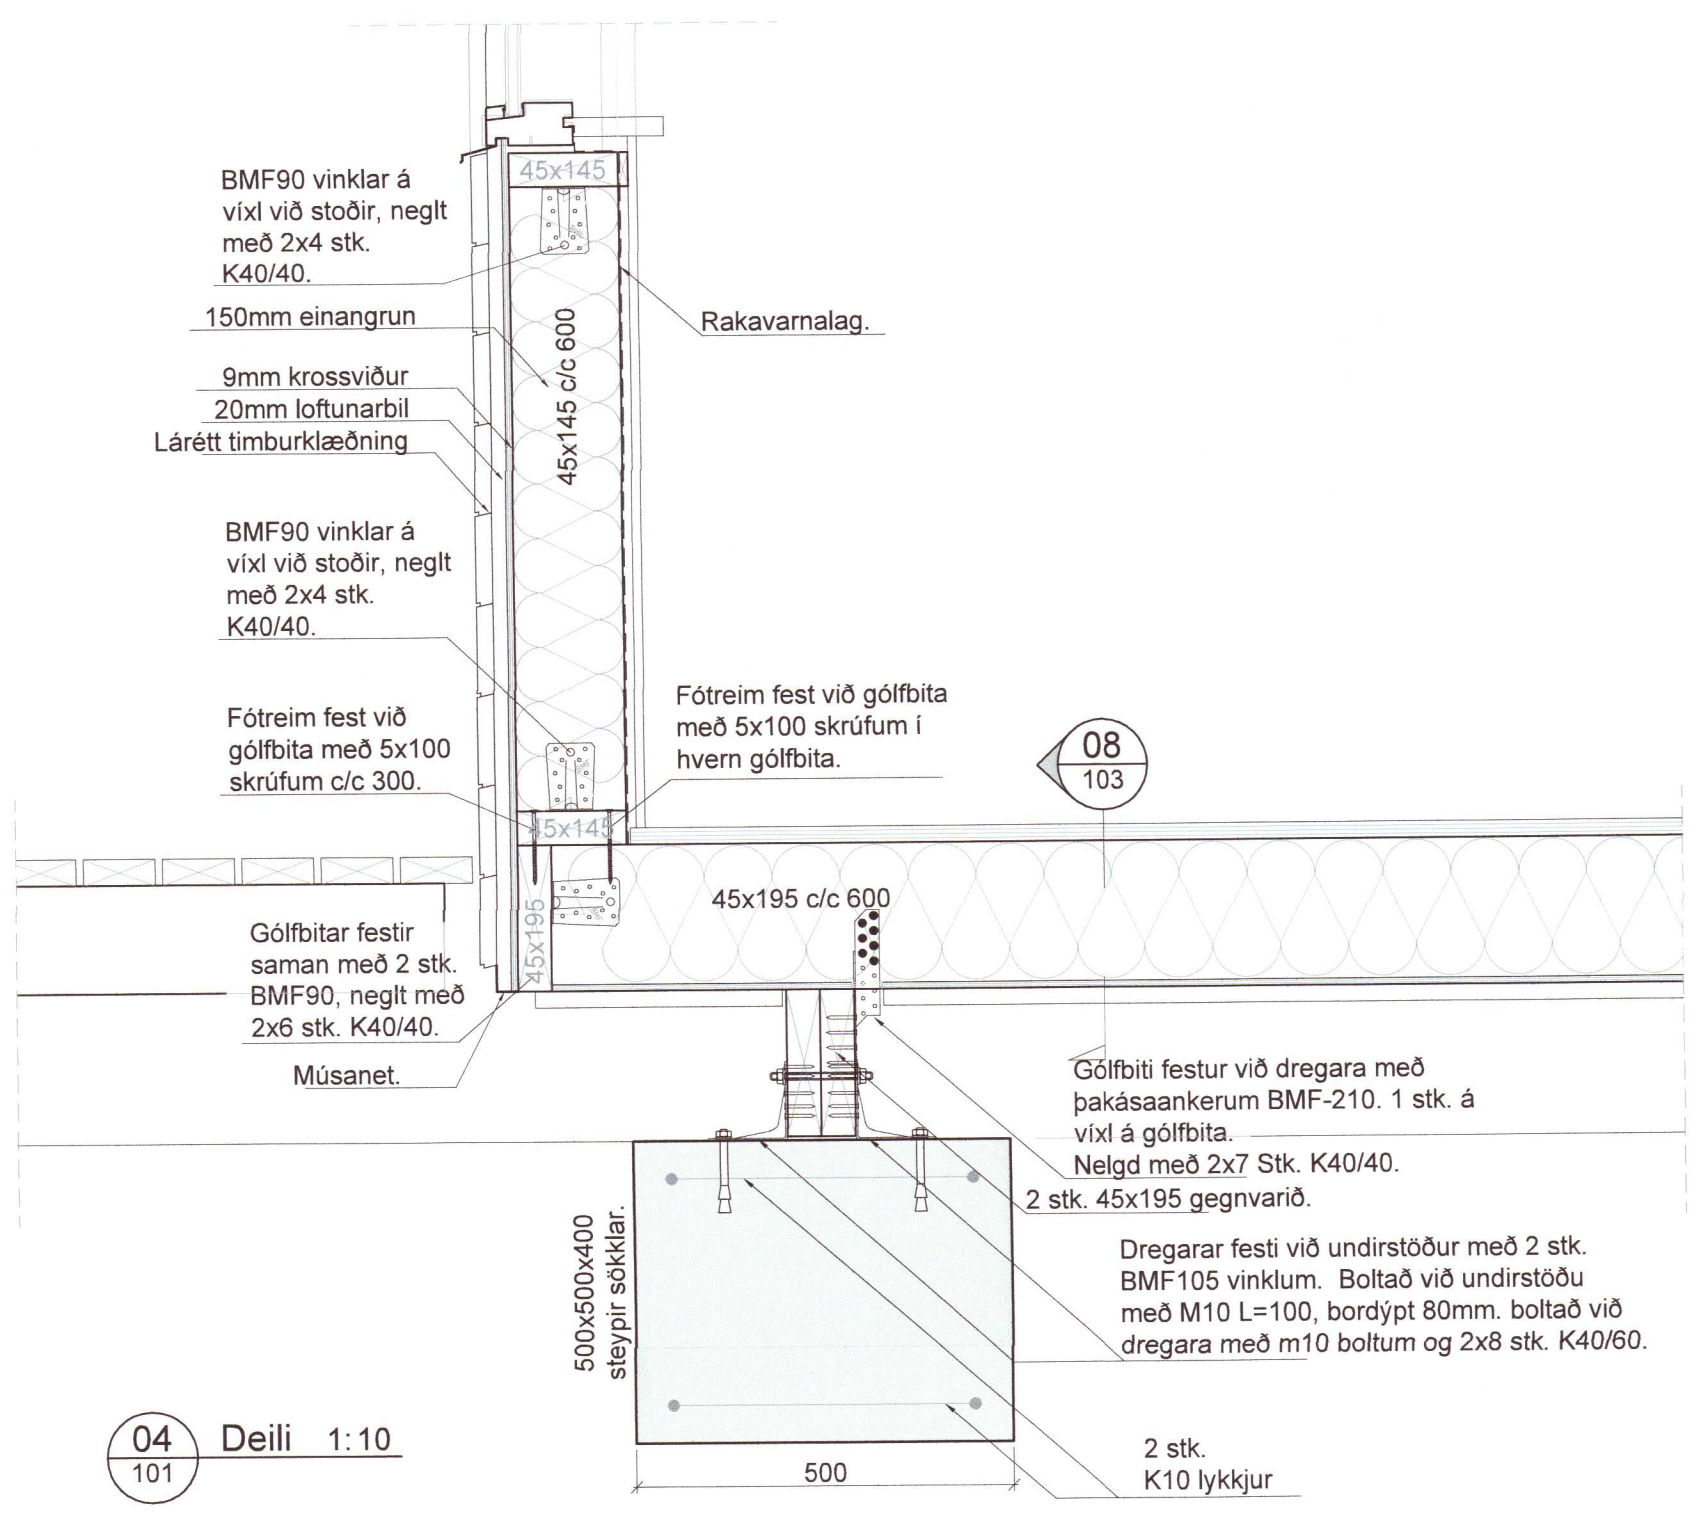 45x145
BMF90 vinklar á
víxl við stoðir, neglt
með 2x4 stk.
K40/40.
150mm einangrun
Rakavarnalag.
45x145 c/c 600
9mm krossviður
20mm loftunarbil
Lárétt timburklæðning
BMF90 vinklar á
víxl við stoðir, neglt
með 2x4 stk.
K40/40.
Fótreim fest við
gólfbita með 5x100
skrúfum c/c 300.
Fótreim fest við gólfbita
með 5x100 skrúfum í
hvern gólfbita.
08
103
45x145
45x195 c/c 600
45x195
Gólfbitar festir
saman með 2 stk.
BMF90, neglt með
2x6 stk. K40/40.
Músanet.
Gólfbiti festur við dregara með
þakásaankerum BMF-210. 1 stk. á
víxl á gólfbita.
Nelgd með 2x7 Stk. K40/40.
2 stk. 45x195 gegnvarið.
500x500x400
steypir sökklar.
Dregarar festi við undirstöður með 2 stk.
BMF105 vinklum. Boltað við undirstöðu
með M10 L=100, bordýpt 80mm. boltað við
dregara með m10 boltum og 2x8 stk. K40/60.
2 stk.
K10 lykkjur
500
04
101
Deili 1:10